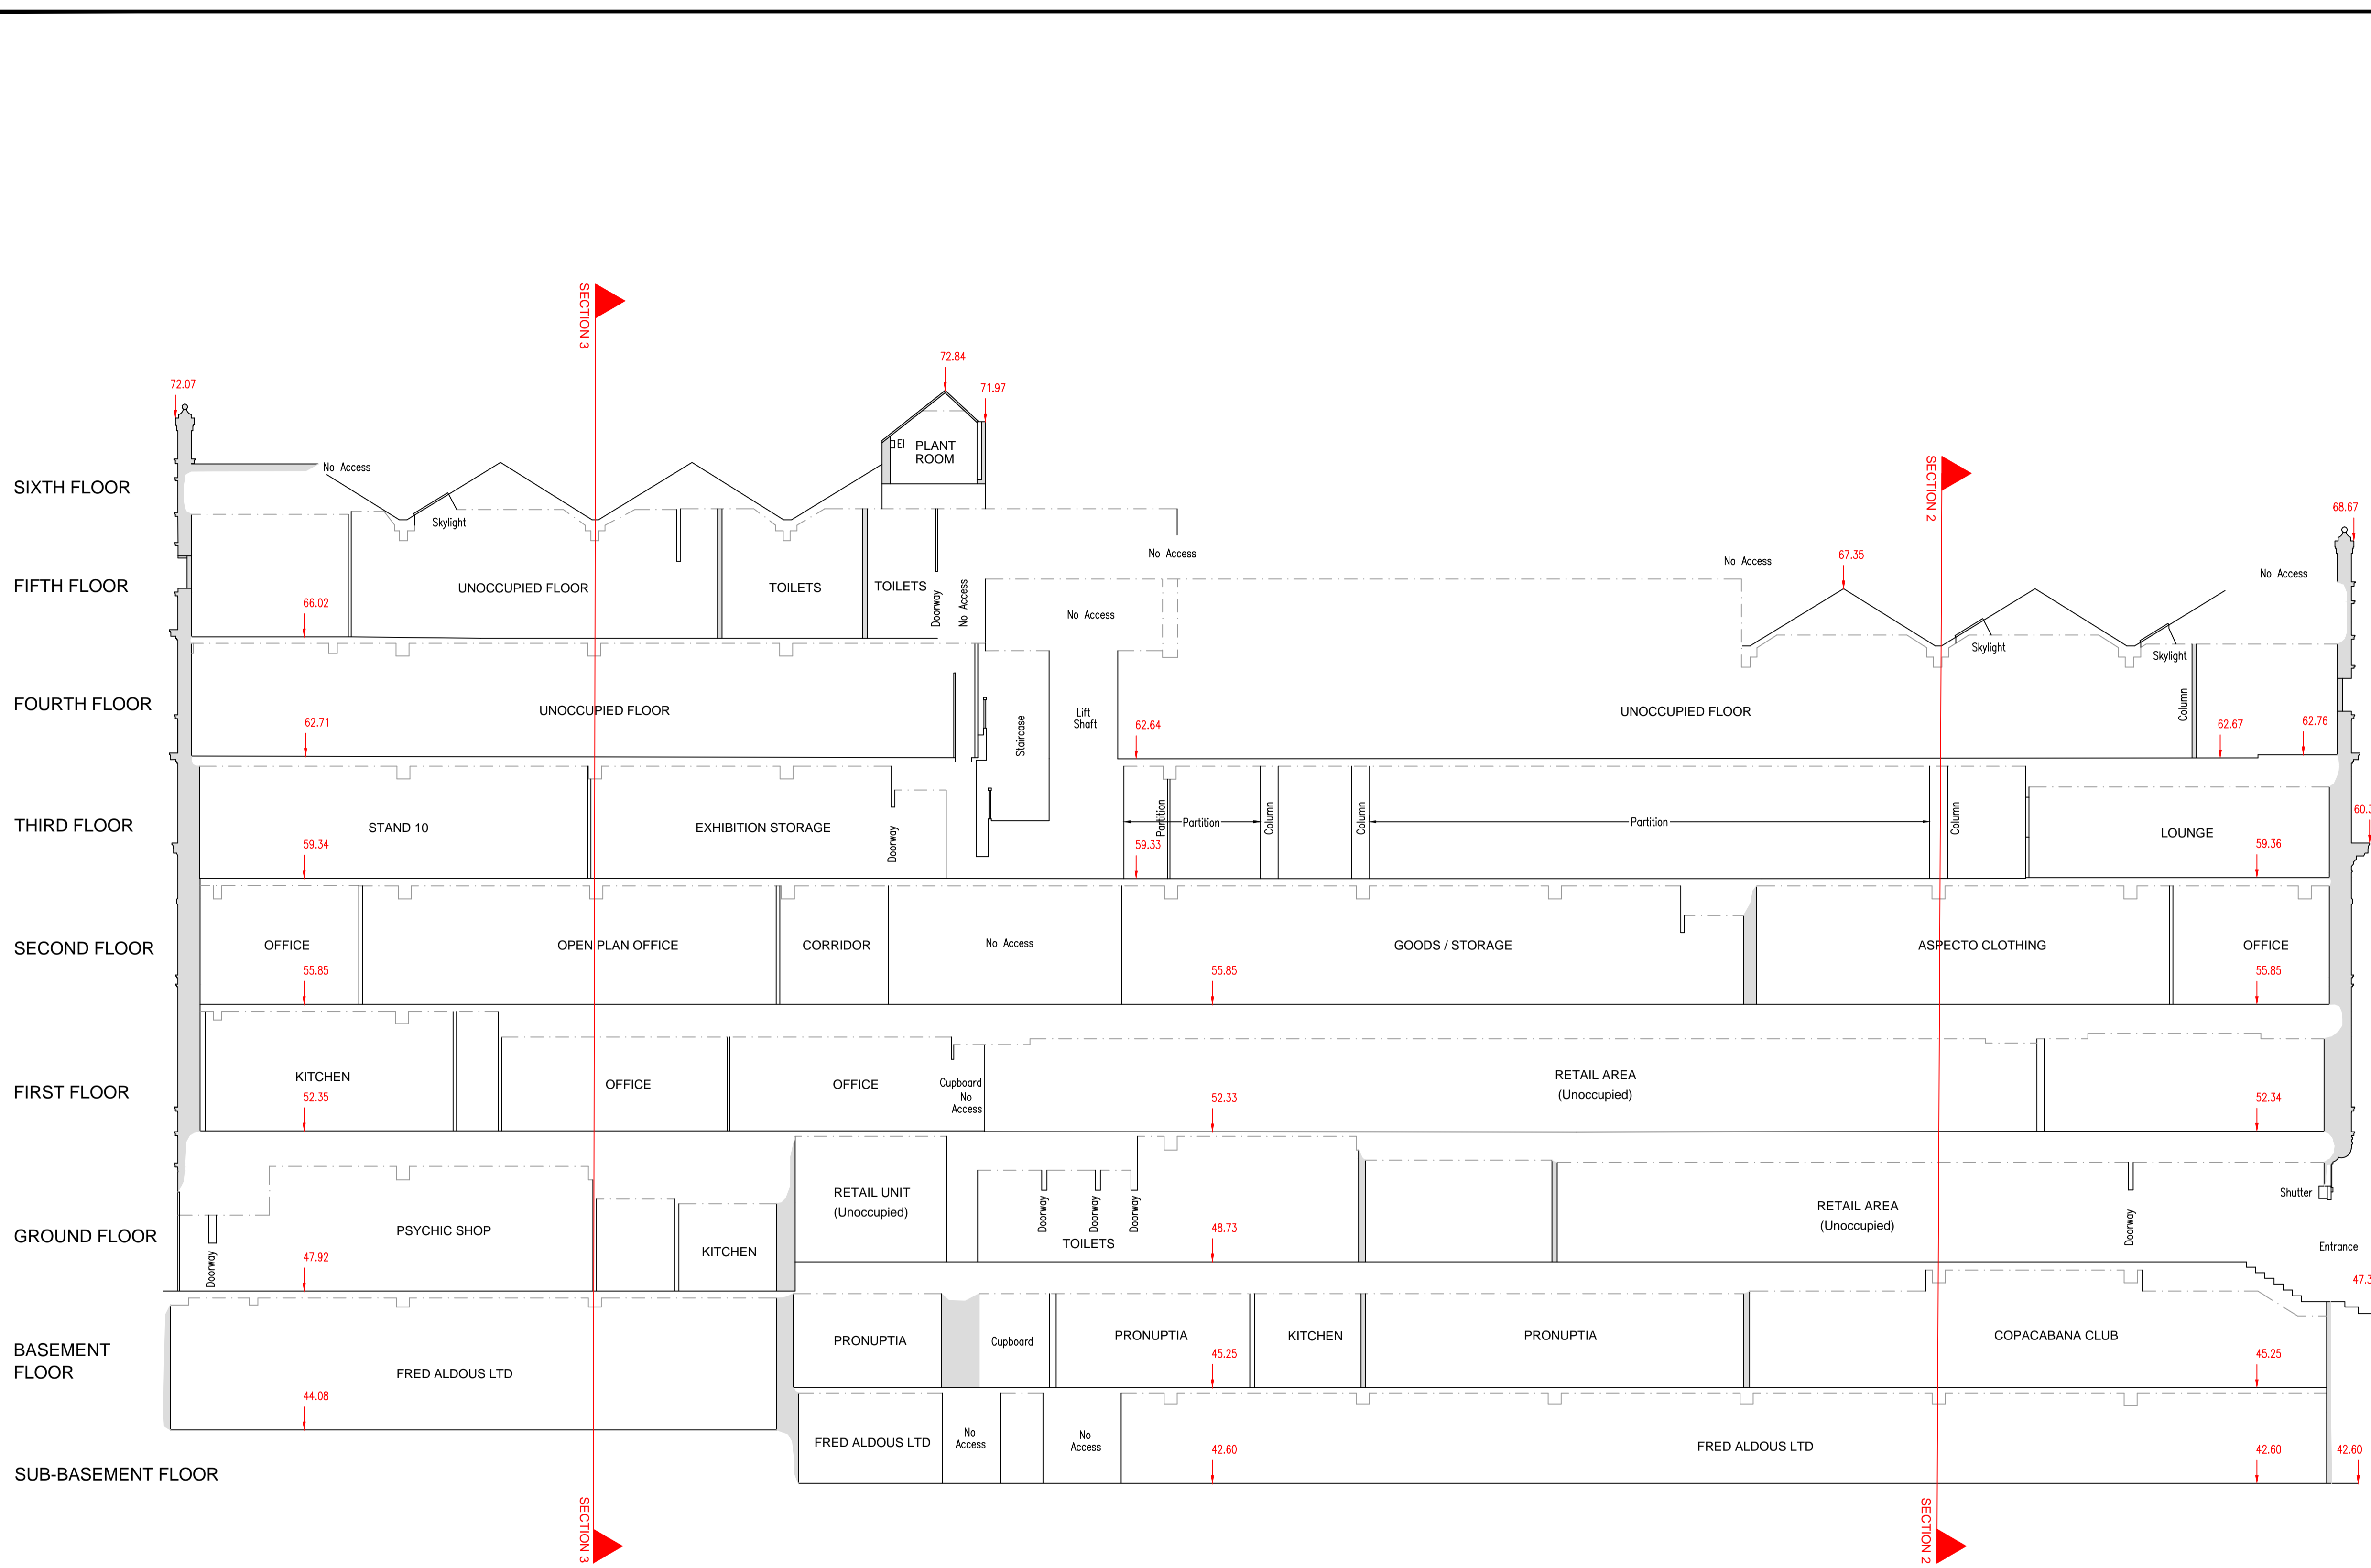 SECTION 3
72.84
72.07
71.97
EI
PLANT
ROOM
No Access
SECTION 2
SIXTH FLOOR
68.67
Skylight
No Access
No Access
67.35
No Access
FIFTH FLOOR
UNOCCUPIED FLOOR
TOILETS
TOILETS
Doorway
No Access
66.02
No Access
Skylight
Skylight
FOURTH FLOOR
UNOCCUPIED FLOOR
62.71
Staircase
Lift
Shaft
62.64
UNOCCUPIED FLOOR
Column
62.67
62.76
THIRD FLOOR
STAND 10
59.34
EXHIBITION STORAGE
Doorway
Partition
Partition
59.33
Column
Column
Partition
Column
LOUNGE
59.36
60.3
SECOND FLOOR
OFFICE
55.85
OPEN PLAN OFFICE
CORRIDOR
No Access
55.85
GOODS / STORAGE
ASPECTO CLOTHING
OFFICE
55.85
FIRST FLOOR
KITCHEN
52.35
OFFICE
OFFICE
Cupboard
No
Access
52.33
RETAIL AREA
(Unoccupied)
52.34
GROUND FLOOR
Doorway
PSYCHIC SHOP
47.92
KITCHEN
RETAIL UNIT
(Unoccupied)
Doorway
Doorway
Doorway
TOILETS
48.73
RETAIL AREA
(Unoccupied)
Doorway
Shutter
Entrance
47.3
BASEMENT
FLOOR
FRED ALDOUS LTD
44.08
PRONUPTIA
Cupboard
PRONUPTIA
45.25
KITCHEN
PRONUPTIA
COPACABANA CLUB
45.25
SUB-BASEMENT FLOOR
FRED ALDOUS LTD
No
Access
No
Access
42.60
FRED ALDOUS LTD
42.60
42.60
SECTION 3
SECTION 2